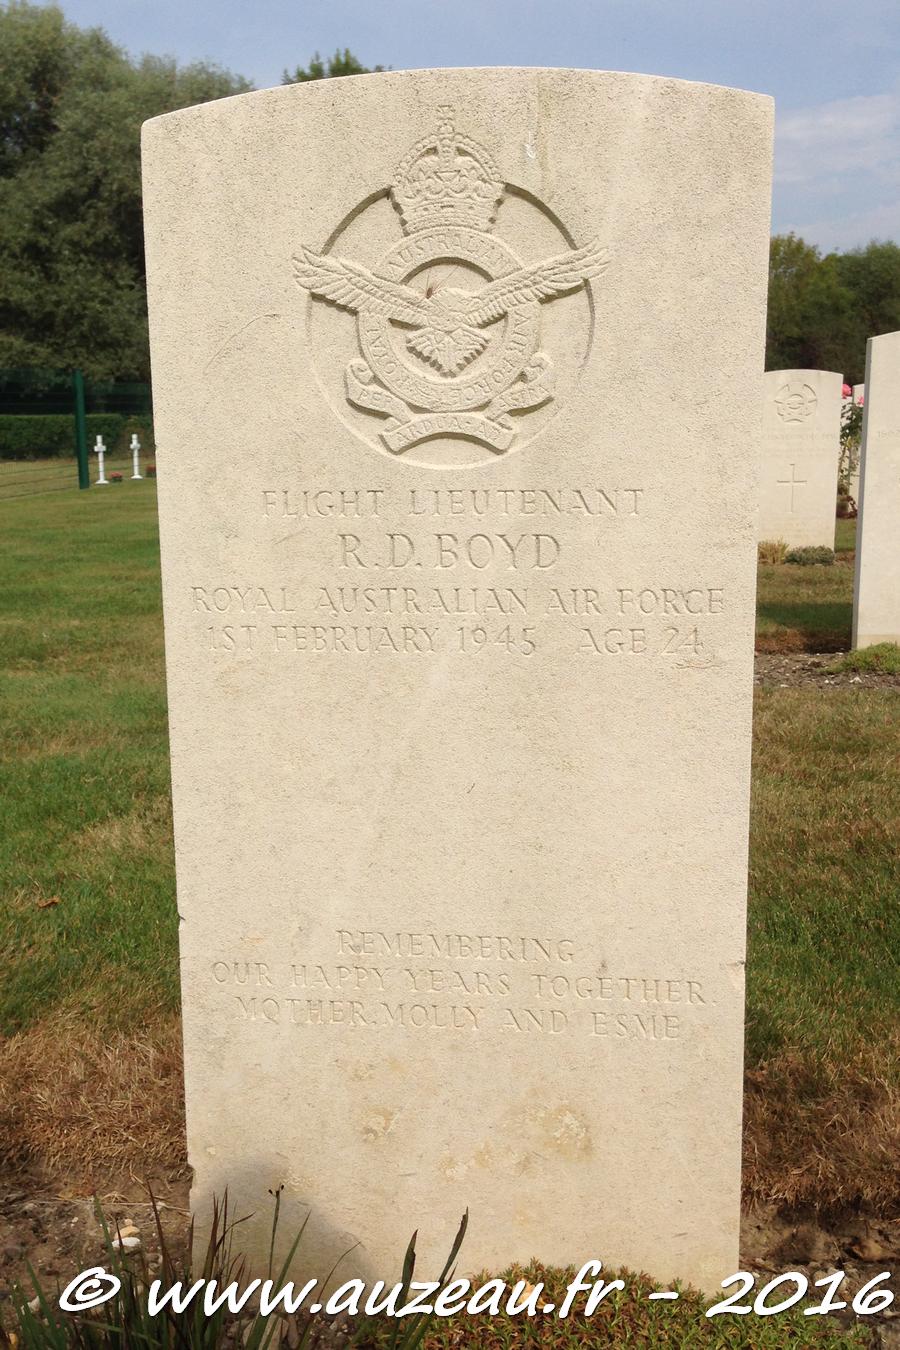 ROYAL AUSTRALIAN AIR FORCE
PER
ARDUA·AD
ASTRA
FLIGHT LIEUTENANT
R.D.BOYD
ROYAL AUSTRALIAN AIR FORCE
1ST FEBRUARY 1945 AGE 24
REMEMBERING
OUR HAPPY YEARS TOGETHER.
MOTHER, MOLLY AND ESME
© www.auzeau.fr - 2016